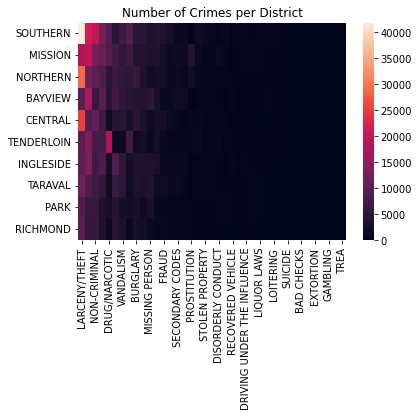 Number of Crimes per District
SOUTHERN
MISSION
NORTHERN
BAYVIEW
CENTRAL
TENDERLOIN
INGLESIDE
TARAVAL
PARK
RICHMOND
40000
35000
30000
25000
20000
15000
10000
5000
0
LARCENY/THEFT
NON-CRIMINAL
DRUG/NARCOTIC
VANDALISM
BURGLARY
MISSING PERSON
FRAUD
SECONDARY CODES
PROSTITUTION
STOLEN PROPERTY
DISORDERLY CONDUCT
RECOVERED VEHICLE
DRIVING UNDER THE INFLUENCE
LIQUOR LAWS
LOITERING
SUICIDE
BAD CHECKS
EXTORTION
GAMBLING
TREA